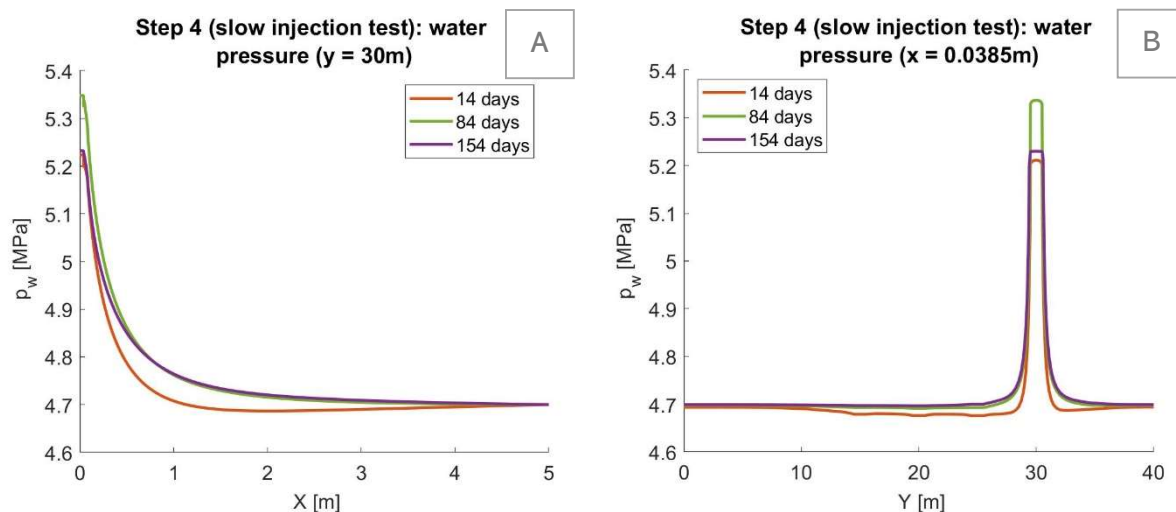 Step 4 (slow injection test): water
pressure (y = 30m)
A
5.4
5.3
5.2
5.1
5
4.9
4.8
4.7
4.6
p_w [MPa]
14 days
84 days
154 days
0
1
2
3
4
5
X [m]
Step 4 (slow injection test): water
pressure (x = 0.0385m)
B
5.4
5.3
5.2
5.1
5
4.9
4.8
4.7
4.6
p_w [MPa]
14 days
84 days
154 days
0
10
20
30
40
Y [m]